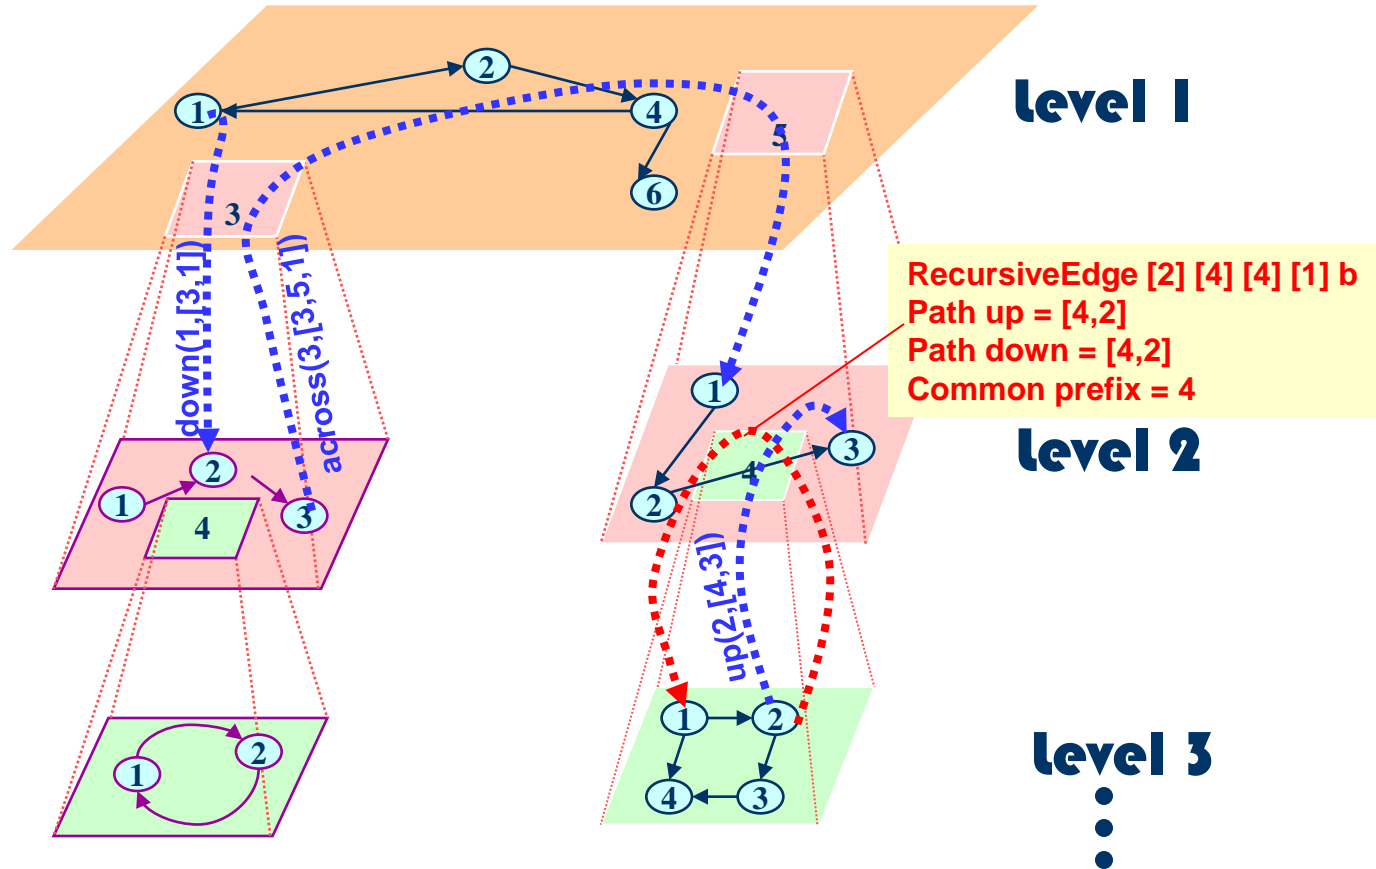 Level 1
2
1
4
5
6
3
down(1,[3,1])
across(3,[3,5,1])
RecursiveEdge [2] [4] [4] [1] b
Path up = [4,2]
Path down = [4,2]
Common prefix = 4
Level 2
1
2
3
4
1
2
3
4
up(2,[4,3])
Level 3
1
2
1
2
4
3